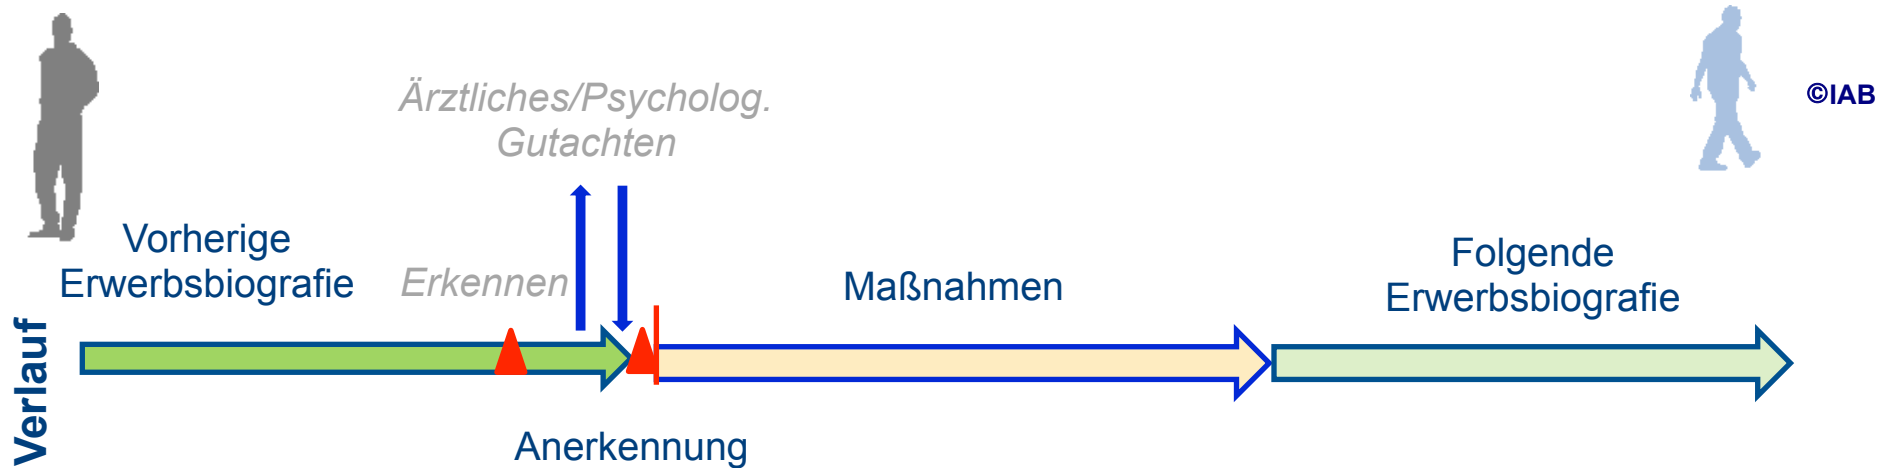 Ärztliches/Psycholog.
Gutachten
©IAB
Vorherige
Erwerbsbiografie
Erkennen
Maßnahmen
Folgende
Erwerbsbiografie
Verlauf
Anerkennung